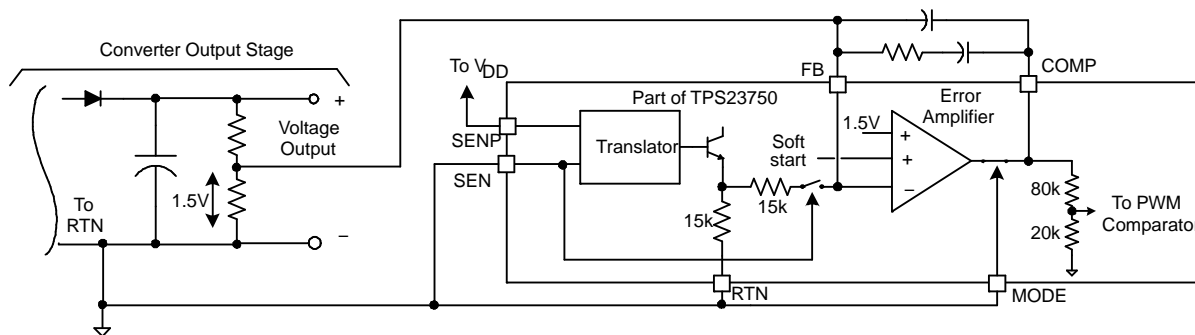 Converter Output Stage
+
Voltage
Output
1.5V
To
RTN
−
To VDD
FB
COMP
Part of TPS23750
Error
Amplifier
SENP
Translator
1.5V
+
Soft
start
+
SEN
−
15k
15k
80k
20k
To PWM
Comparator
RTN
MODE